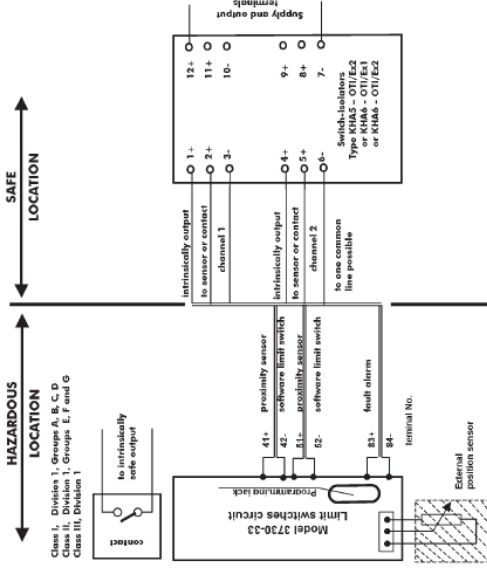 HAZARDOUS
LOCATION
SAFE
LOCATION
Class I, Division 1, Groups A, B, C, D
Class II, Division 1, Groups E, F and G
Class III, Division 1
to intrinsically
safe output
contact
Model 3730-33
Limit switches circuit
Programming jack
External
position sensor
41+
42-
51+
52-
83+
84-
teminal No.
proximity sensor
software limit switch
proximity sensor
software limit switch
fault alarm
intrinsically output
to sensor or contact
channel 1
intrinsically output
to sensor or contact
channel 2
to one common
line possible
1+
2+
3-
4+
5+
6-
12+
11+
10-
9+
8+
7-
Switch-Isolators
Type KHA5 – OTI/Ex2
or KHA6 - OTI/Ex1
or KHA6 - OTI/Ex2
Supply and output
terminals